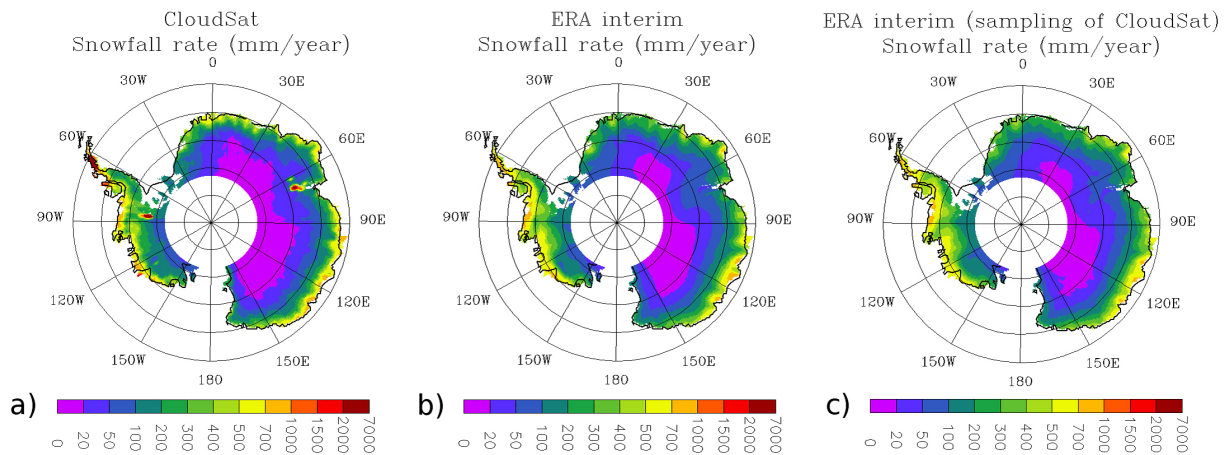 CloudSat
Snowfall rate (mm/year)
0
30W
30E
60W
60E
90W
90E
120W
120E
150W
150E
180
a)
0
20
50
100
200
300
400
500
700
1000
1500
2000
7000
ERA interim
Snowfall rate (mm/year)
0
30W
30E
60W
60E
90W
90E
120W
120E
150W
150E
180
b)
0
20
50
100
200
300
400
500
700
1000
1500
2000
7000
ERA interim (sampling of CloudSat)
Snowfall rate (mm/year)
0
30W
30E
60W
60E
90W
90E
120W
120E
150W
150E
180
c)
0
20
50
100
200
300
400
500
700
1000
1500
2000
7000